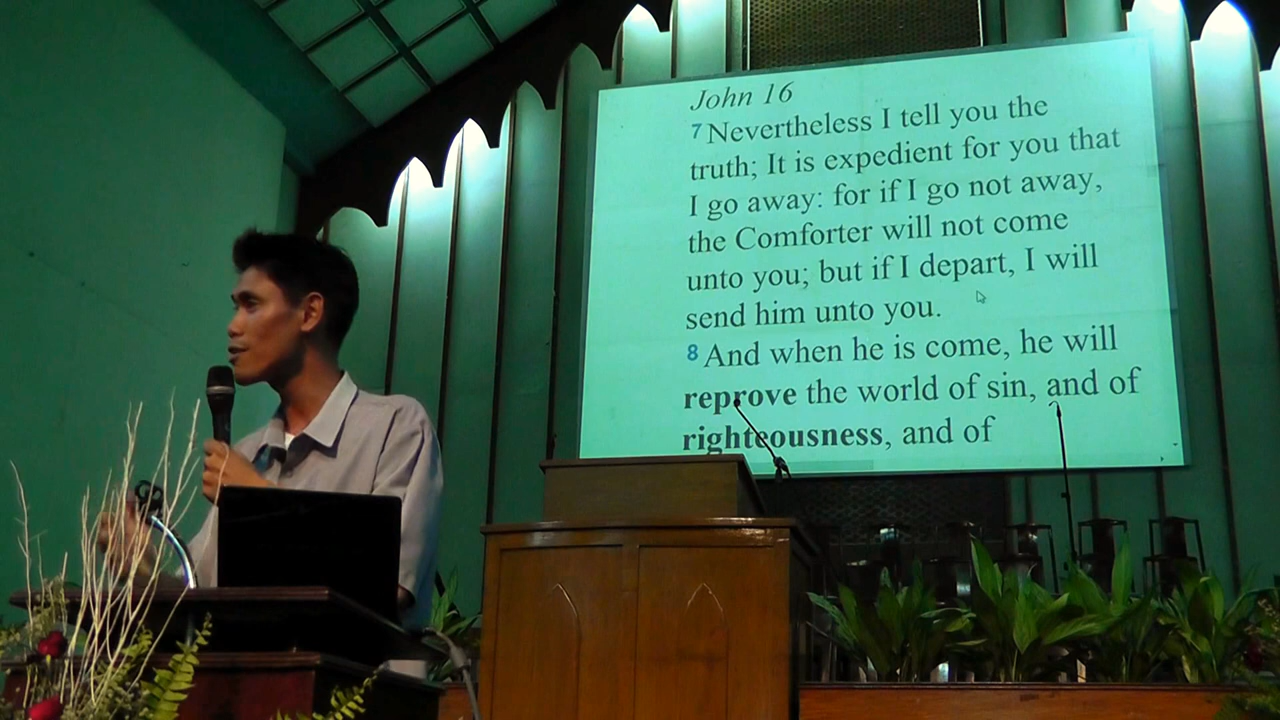 John 16
7 Nevertheless I tell you the
truth; It is expedient for you that
I go away: for if I go not away,
the Comforter will not come
unto you; but if I depart, I will
send him unto you.
8 And when he is come, he will
reprove the world of sin, and of
righteousness, and of